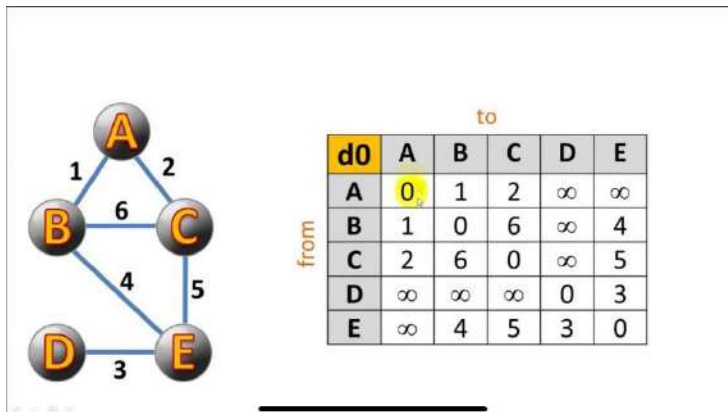 A
1
2
B
6
C
4
5
D
3
E
to
from
d0 A B C D E
A 0 1 2 ∞ ∞
B 1 0 6 ∞ 4
C 2 6 0 ∞ 5
D ∞ ∞ ∞ 0 3
E ∞ 4 5 3 0